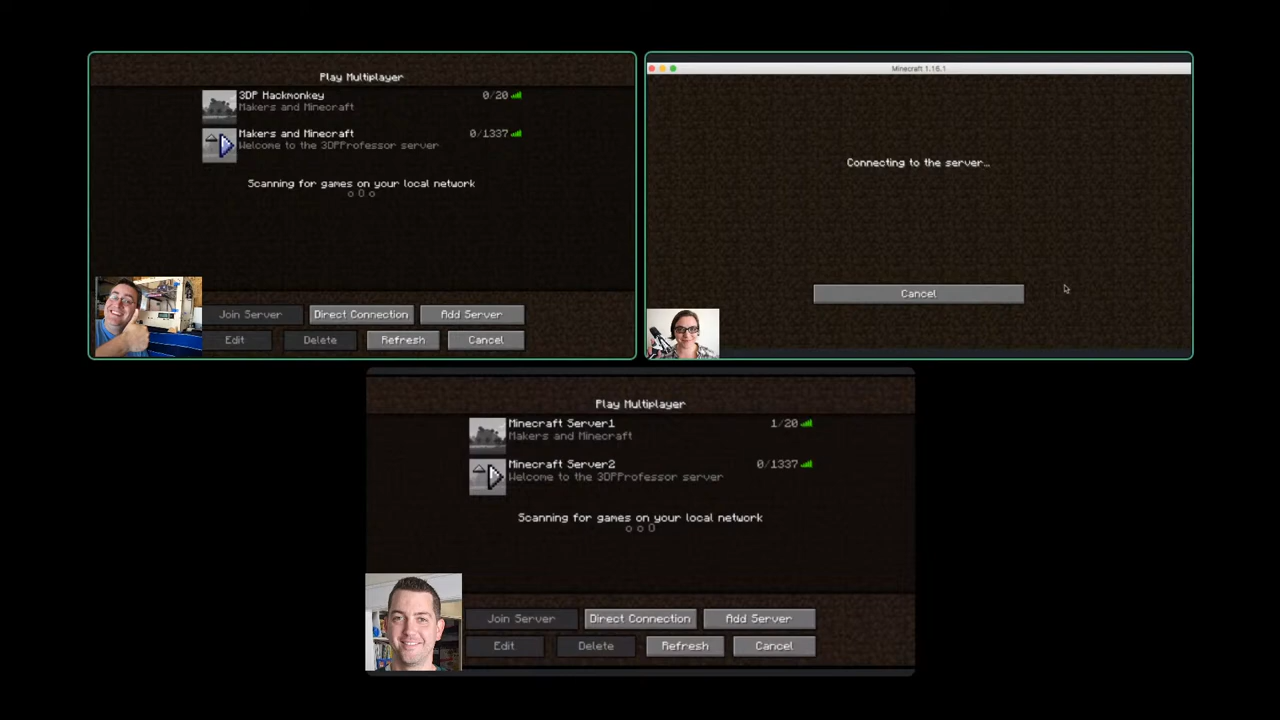 Play Multiplayer
3DP Hackmonkey 0/20
Makers and Minecraft
Makers and Minecraft 0/1337
Welcome to the 3DPProfessor server
Scanning for games on your local network
Join Server Direct Connection Add Server
Edit Delete Refresh Cancel
Minecraft 1.16.1
Connecting to the server...
Cancel
Play Multiplayer
Minecraft Server1 1/20
Makers and Minecraft
Minecraft Server2 0/1337
Welcome to the 3DPProfessor server
Scanning for games on your local network
Join Server Direct Connection Add Server
Edit Delete Refresh Cancel